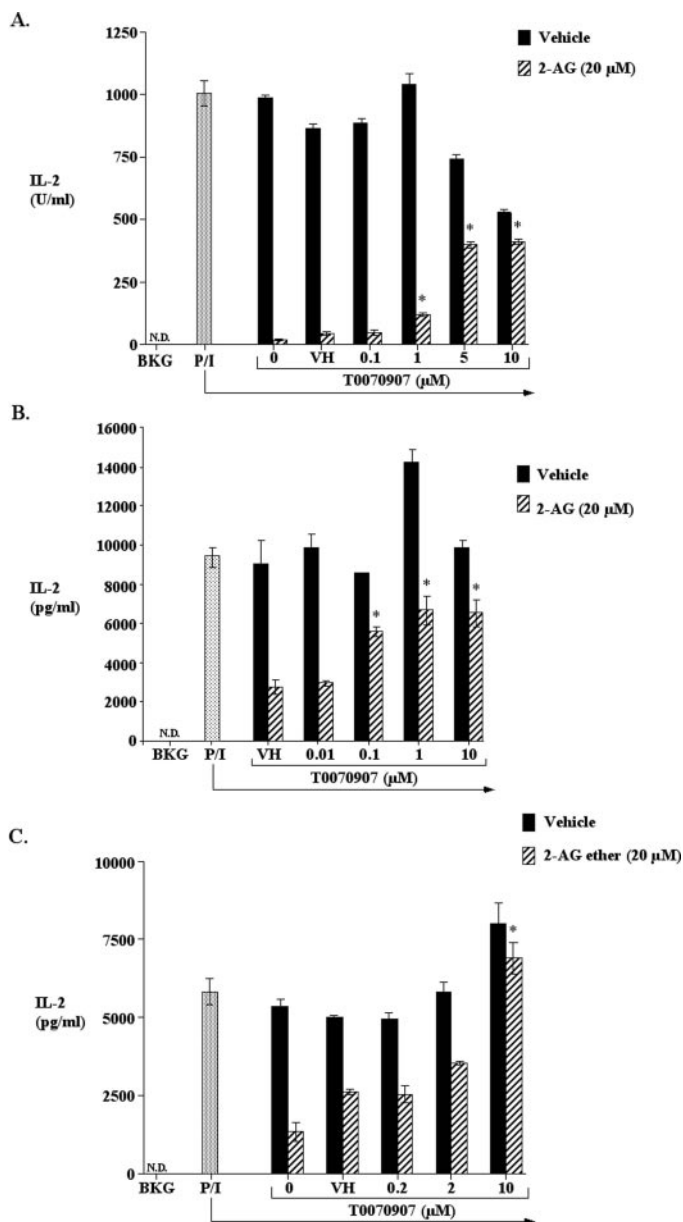 A.
1250
1000
750
500
250
0
IL-2
(U/ml)
Vehicle
2-AG (20 µM)
*
*
*
N.D.
BKG P/I 0 VH 0.1 1 5 10
T0070907 (µM)
B.
16000
14000
12000
10000
8000
6000
4000
2000
0
IL-2
(pg/ml)
Vehicle
2-AG (20 µM)
*
*
*
N.D.
BKG P/I VH 0.01 0.1 1 10
T0070907 (µM)
C.
Vehicle
2-AG ether (20 µM)
10000
7500
5000
2500
0
IL-2
(pg/ml)
*
N.D.
BKG P/I 0 VH 0.2 2 10
T0070907 (µM)